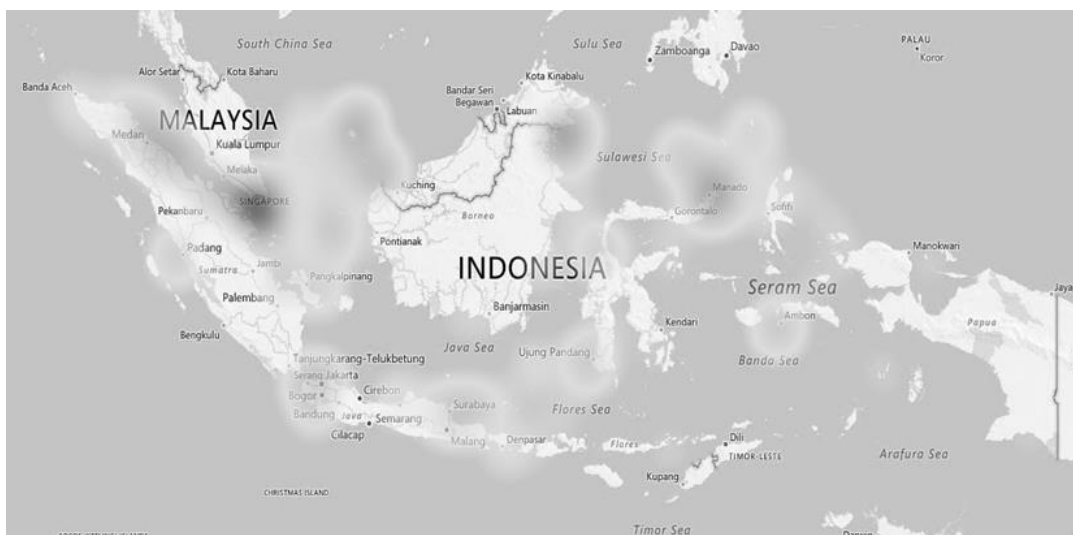 South China Sea
Sulu Sea
Zamboanga
Davao
PALAU
Koror
Alor Setar
Kota Baharu
Kota Kinabalu
Banda Aceh
Bandar Seri
Begawan
Labuan
MALAYSIA
Medan
Kuala Lumpur
Sulawesi Sea
Melaka
Kuching
Manado
SINGAPORE
Pekanbaru
Borneo
Gorontalo
Sofifi
Pontianak
Padang
Manokwari
Sumatra
Jambi
INDONESIA
Pangkalpinang
Seram Sea
Jaya
Palembang
Banjarmasin
Ambon
Papua
Bengkulu
Kendari
Java Sea
Ujung Pandang
Banda Sea
Tanjungkarang-Telukbetung
Serang
Jakarta
Bogor
Cirebon
Surabaya
Flores Sea
Bandung
Java
Semarang
Cilacap
Malang
Denpasar
Flores
Dili
TIMOR-LESTE
Arafura Sea
Kupang
CHRISTMAS ISLAND
Timor Sea